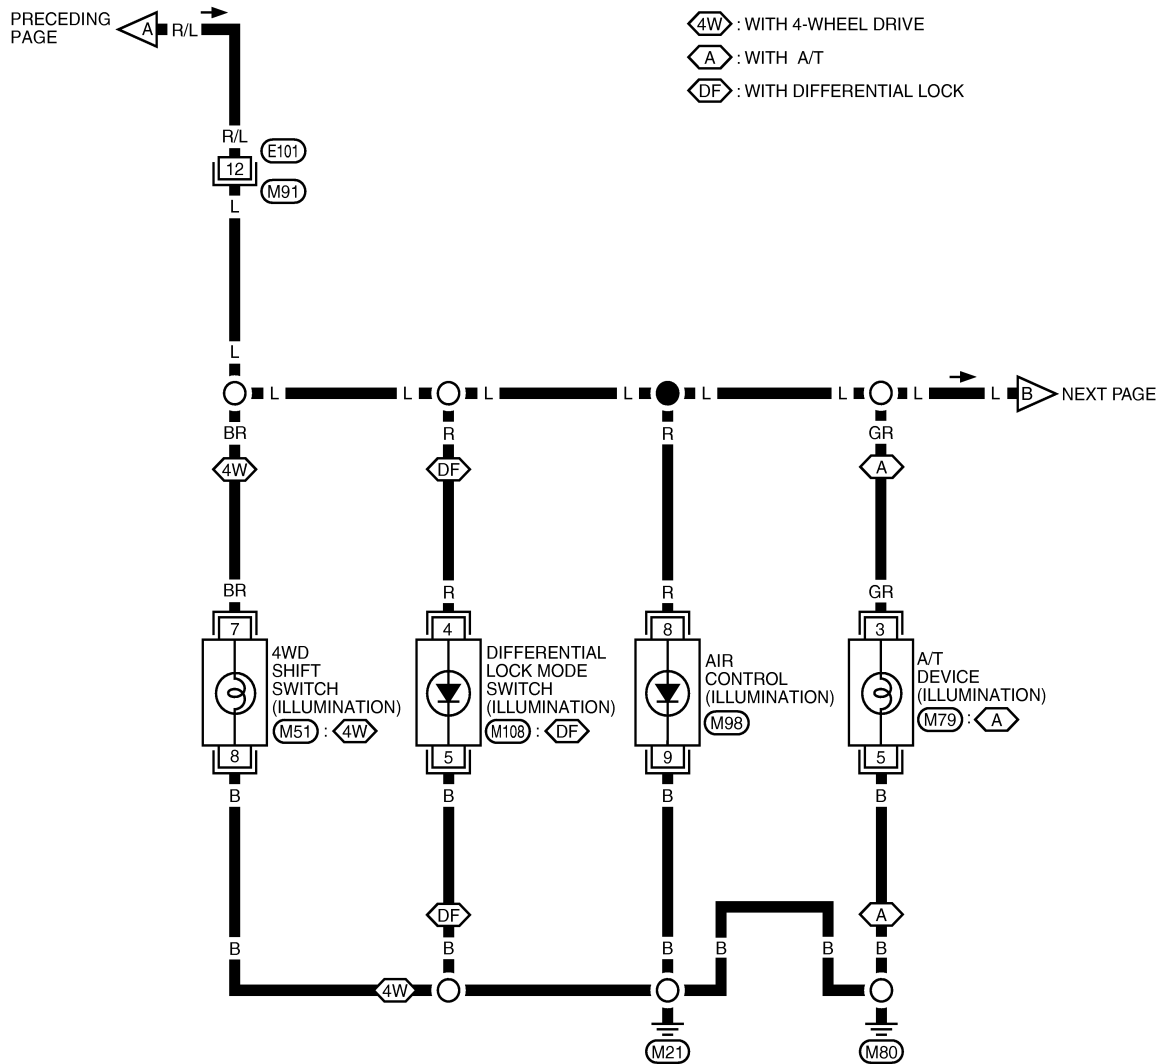 PRECEDING
PAGE
A
R/L
4W : WITH 4-WHEEL DRIVE
A : WITH A/T
DF : WITH DIFFERENTIAL LOCK
R/L
E101
12
M91
L
L
L L L L L L L L
B NEXT PAGE
BR R R GR
4W DF A
BR R R GR
7 4 8 3
4WD
SHIFT
SWITCH
(ILLUMINATION)
M51 : 4W
DIFFERENTIAL
LOCK MODE
SWITCH
(ILLUMINATION)
M108 : DF
AIR
CONTROL
(ILLUMINATION)
M98
A/T
DEVICE
(ILLUMINATION)
M79 : A
8 5 9 5
B B B B
DF A
B B B B B B
4W
M21 M80